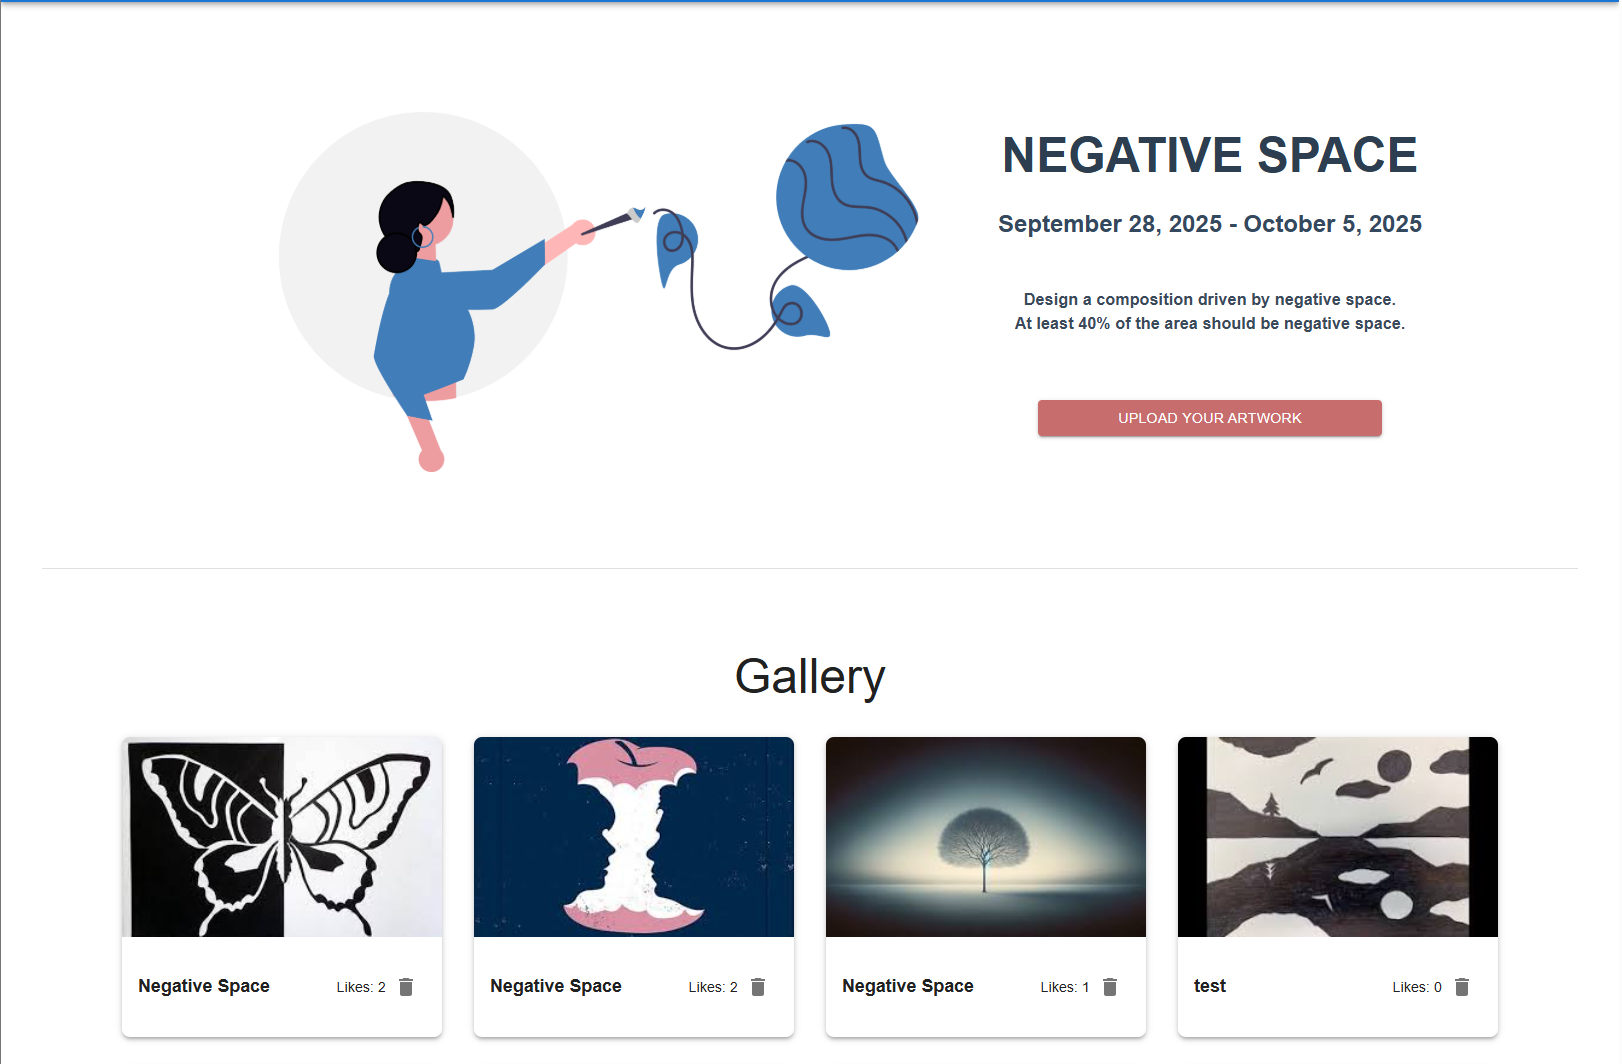 NEGATIVE SPACE
September 28, 2025 - October 5, 2025
Design a composition driven by negative space.
At least 40% of the area should be negative space.
UPLOAD YOUR ARTWORK
Gallery
Negative Space
Likes: 2
Negative Space
Likes: 2
Negative Space
Likes: 1
test
Likes: 0